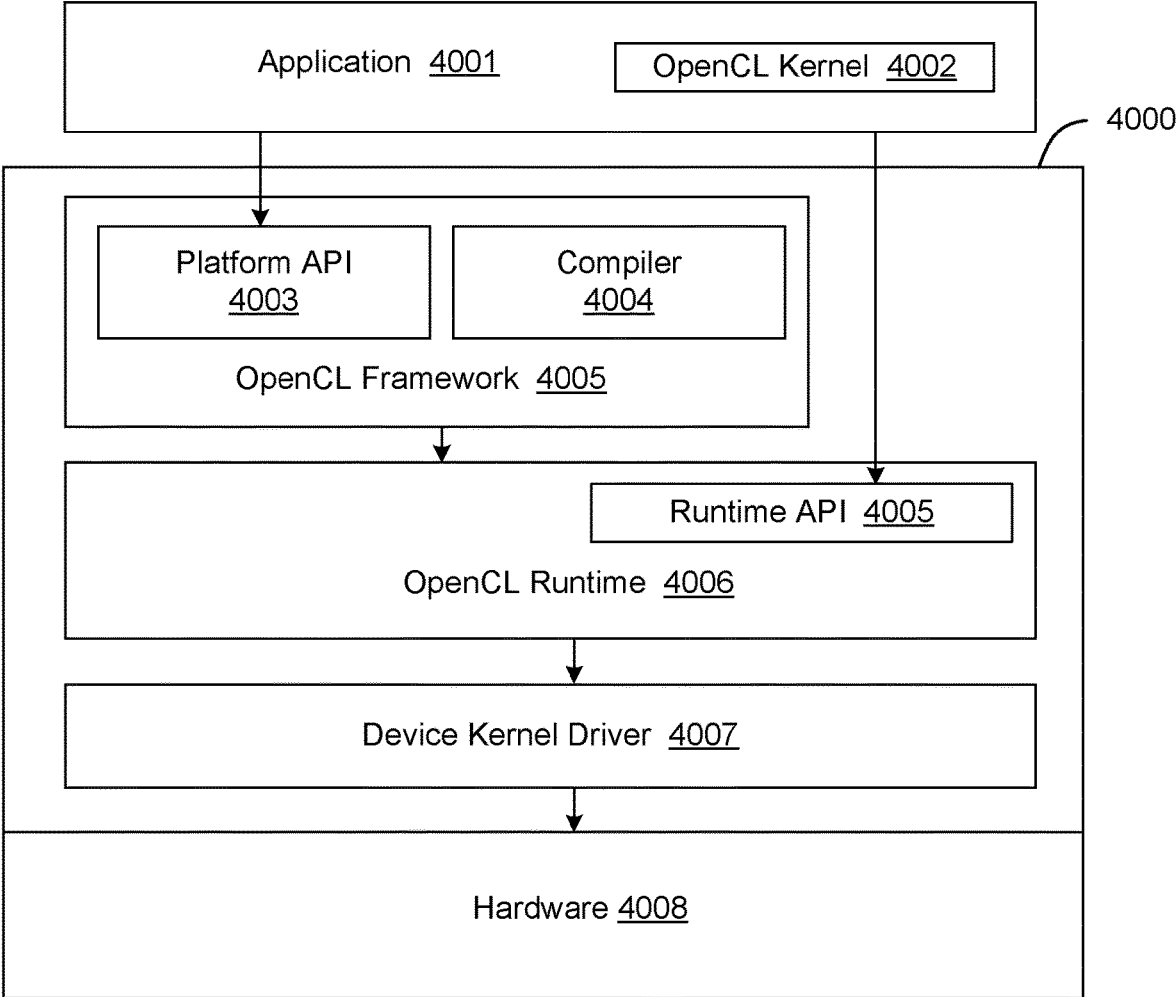 Application 4001
OpenCL Kernel 4002
4000
Platform API
4003
Compiler
4004
OpenCL Framework 4005
Runtime API 4005
OpenCL Runtime 4006
Device Kernel Driver 4007
Hardware 4008